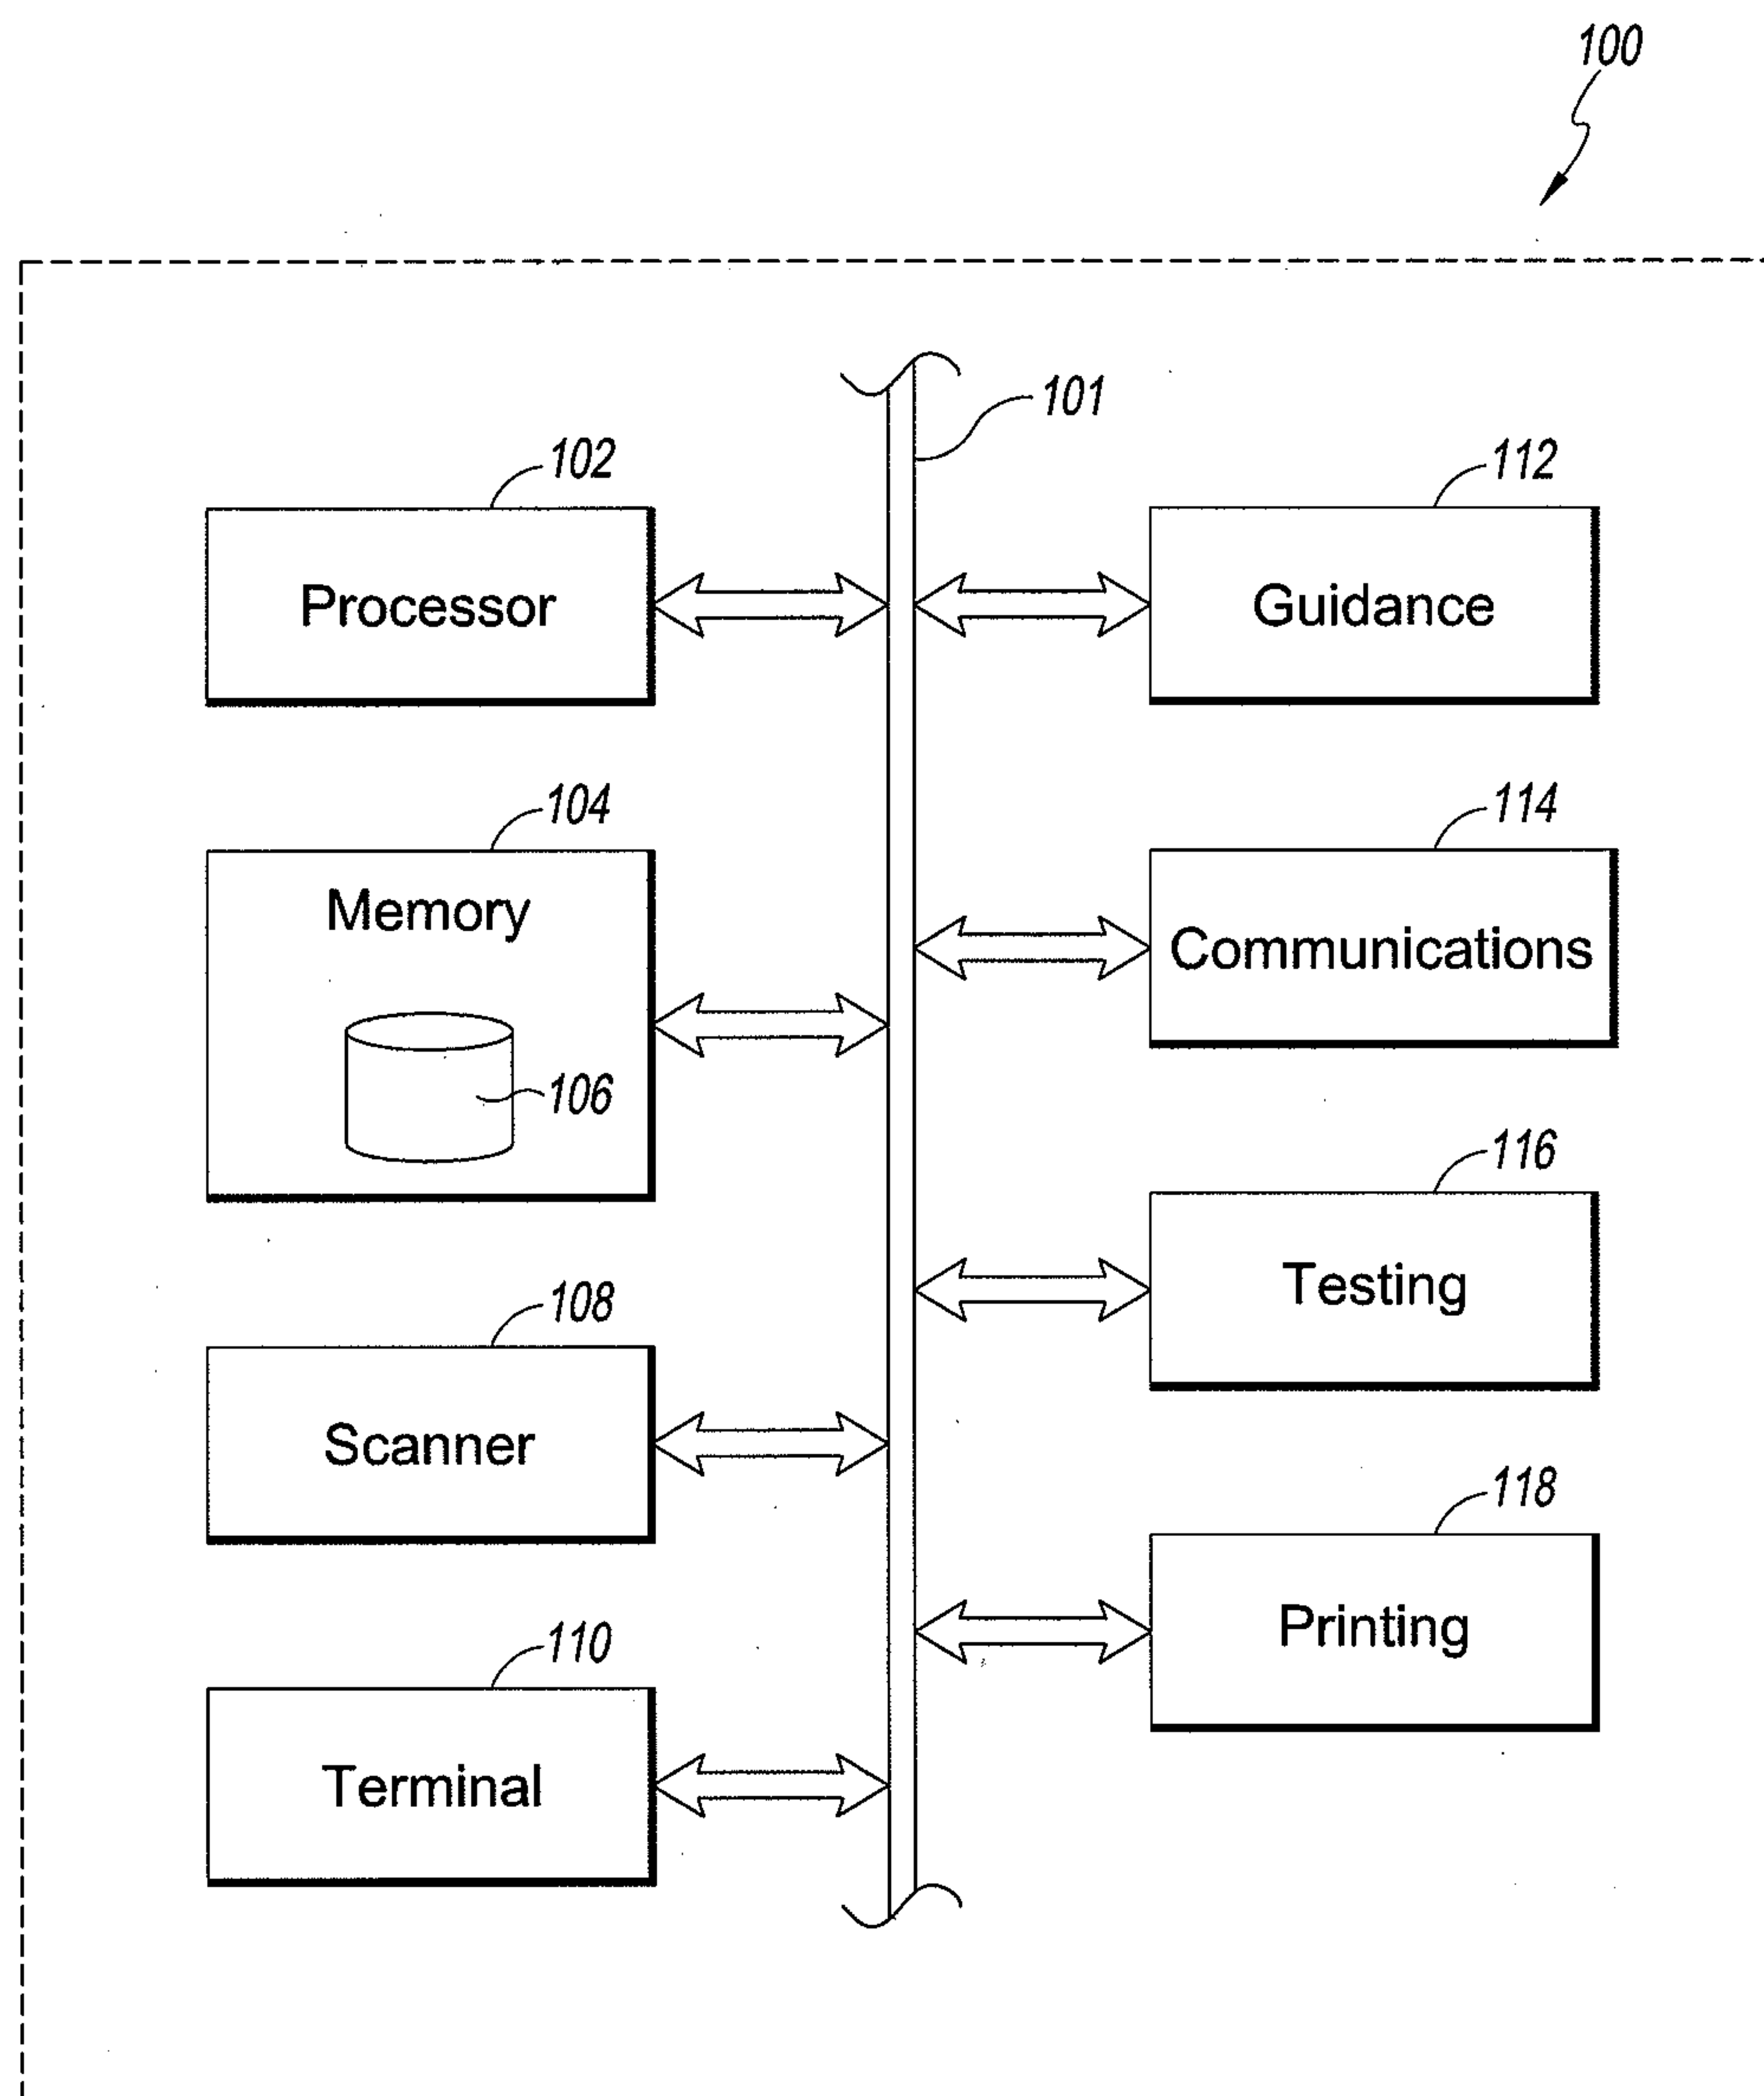 100
101
102
Processor
104
Memory
106
108
Scanner
110
Terminal
112
Guidance
114
Communications
116
Testing
118
Printing